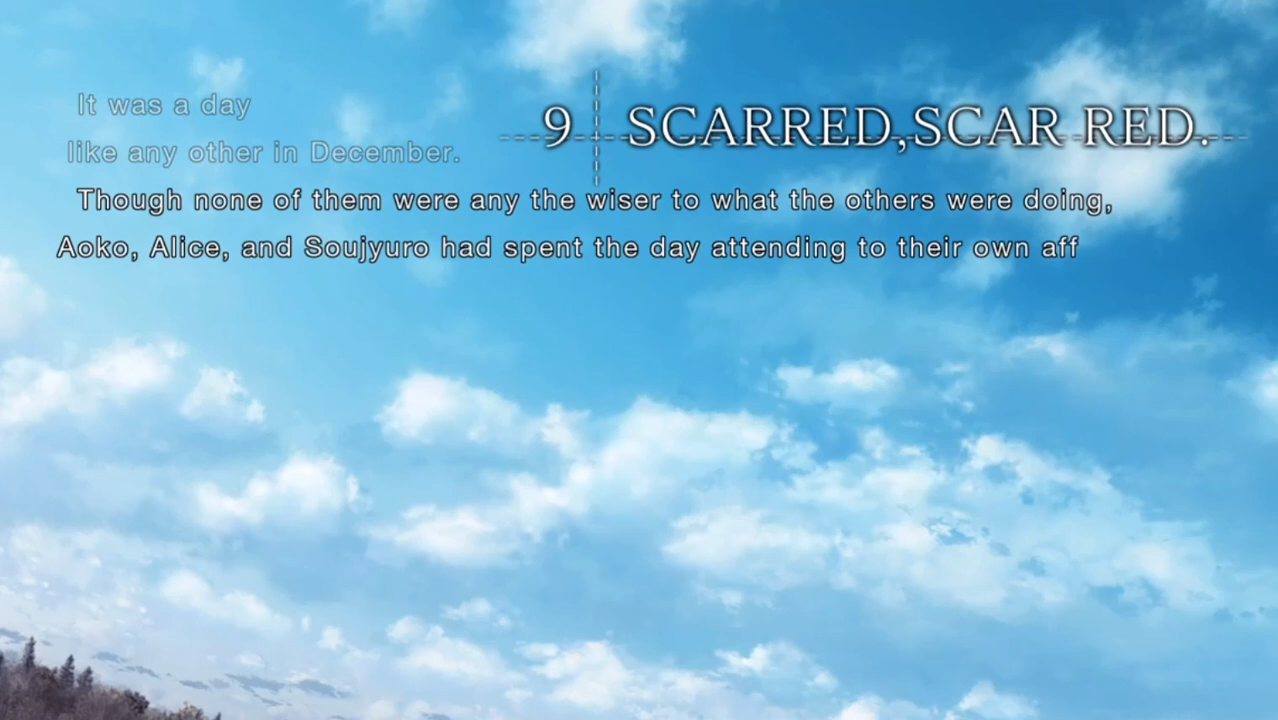 9 SCARRED,SCAR RED.
It was a day
like any other in December.
Though none of them were any the wiser to what the others were doing,
Aoko, Alice, and Soujyuro had spent the day attending to their own aff